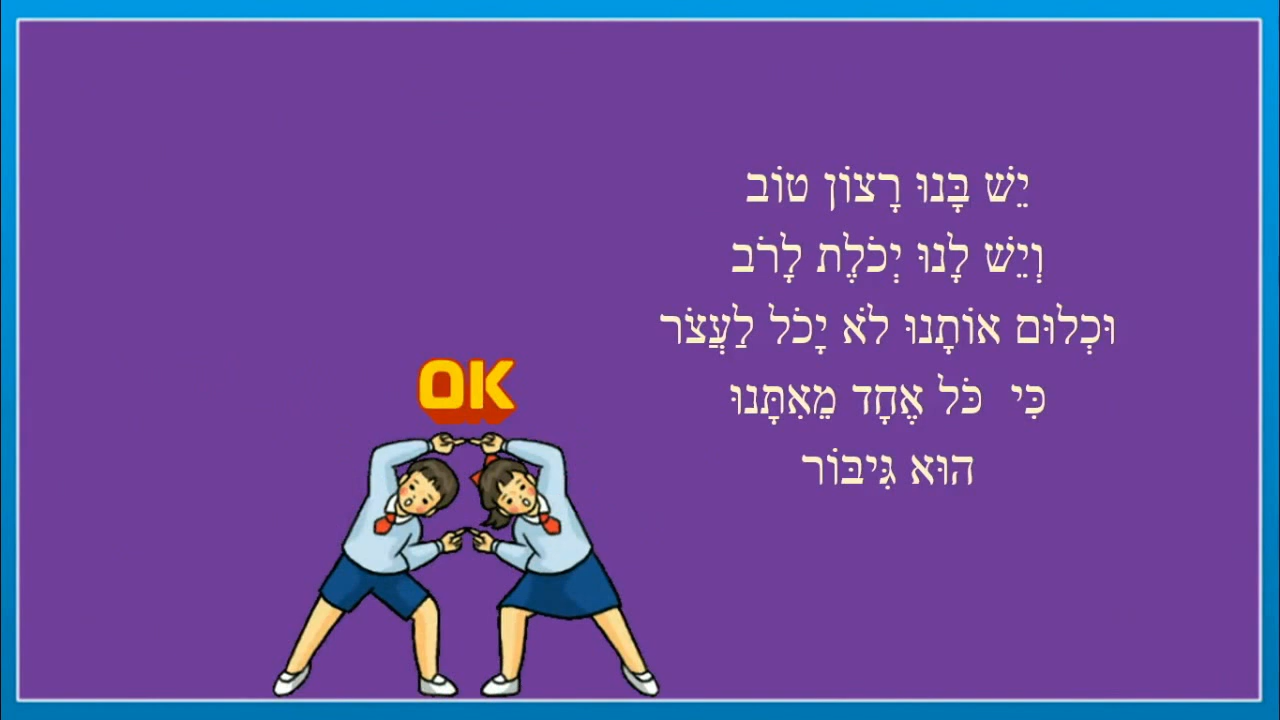 יֵשׁ בָּנוּ רָצוֹן טוֹב
וְיֵשׁ לָנוּ יְכֹלֶת לָרֹב
וּכְלוּם אוֹתָנוּ לֹא יָכֹל לַעֲצֹר
כִּי כֹּל אֶחָד מֵאִתָּנוּ
הוּא גִּיבּוֹר
OK